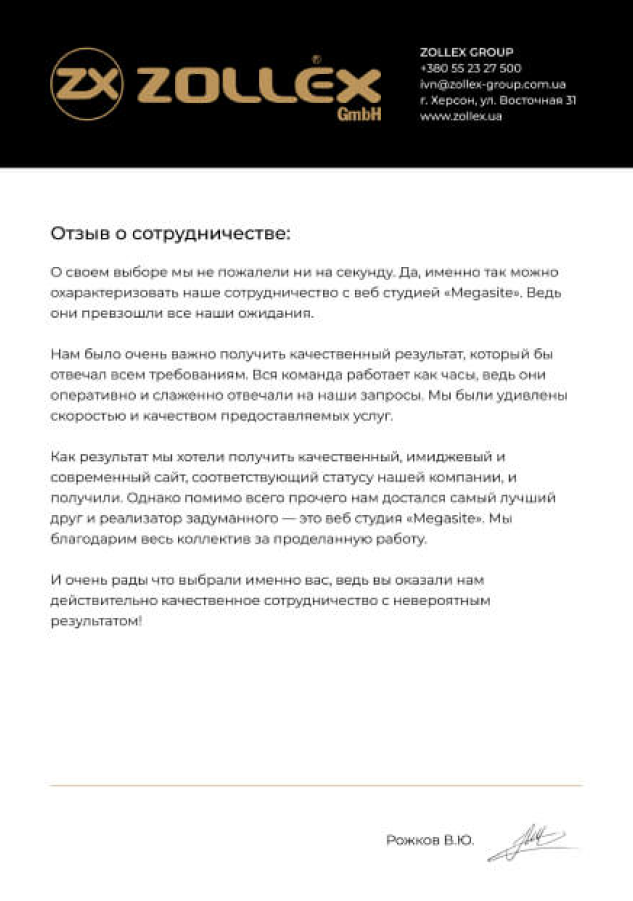 ZX ZOLLÉX®
GmbH
ZOLLEX GROUP
+380 55 23 27 500
ivn@zollex-group.com.ua
г. Херсон, ул. Восточная 31
www.zollex.ua
Отзыв о сотрудничестве:
О своем выборе мы не пожалели ни на секунду. Да, именно так можно
охарактеризовать наше сотрудничество с веб студией «Megasite». Ведь
они превзошли все наши ожидания.
Нам было очень важно получить качественный результат, который бы
отвечал всем требованиям. Вся команда работает как часы, ведь они
оперативно и слаженно отвечали на наши запросы. Мы были удивлены
скоростью и качеством предоставляемых услуг.
Как результат мы хотели получить качественный, имиджевый и
современный сайт, соответствующий статусу нашей компании, и
получили. Однако помимо всего прочего нам достался самый лучший
друг и реализатор задуманного — это веб студия «Megasite». Мы
благодарим весь коллектив за проделанную работу.
И очень рады что выбрали именно вас, ведь вы оказали нам
действительно качественное сотрудничество с невероятным
результатом!
Рожков В.Ю.